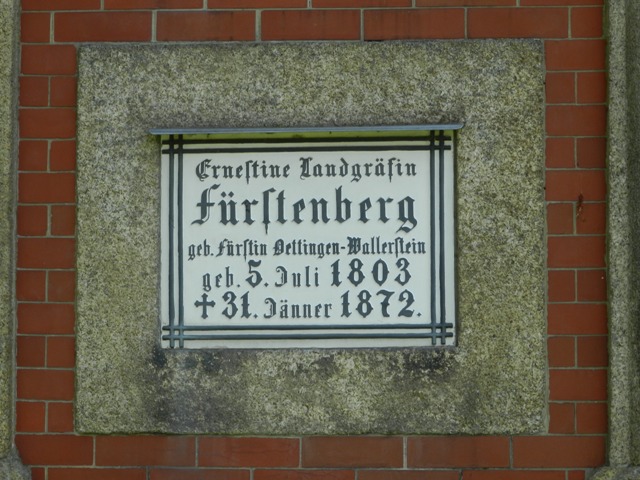 Erneſtine Landgräfin
Fürſtenberg
geb. Fürſtin Oettingen-Wallerſtein
geb. 5. Juli 1803
✝31. Jänner 1872.